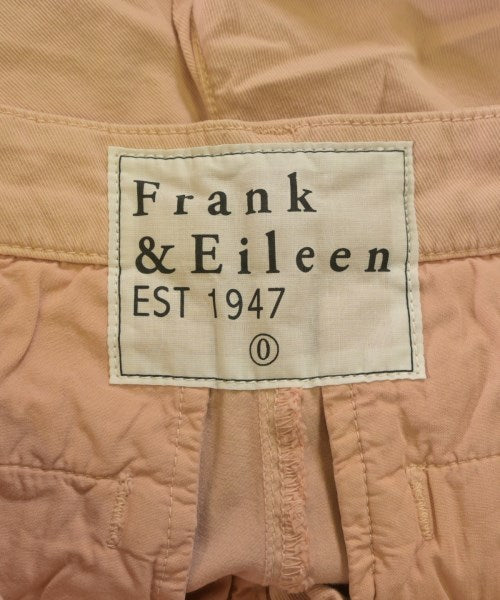 Frank
& Eileen
EST 1947
0